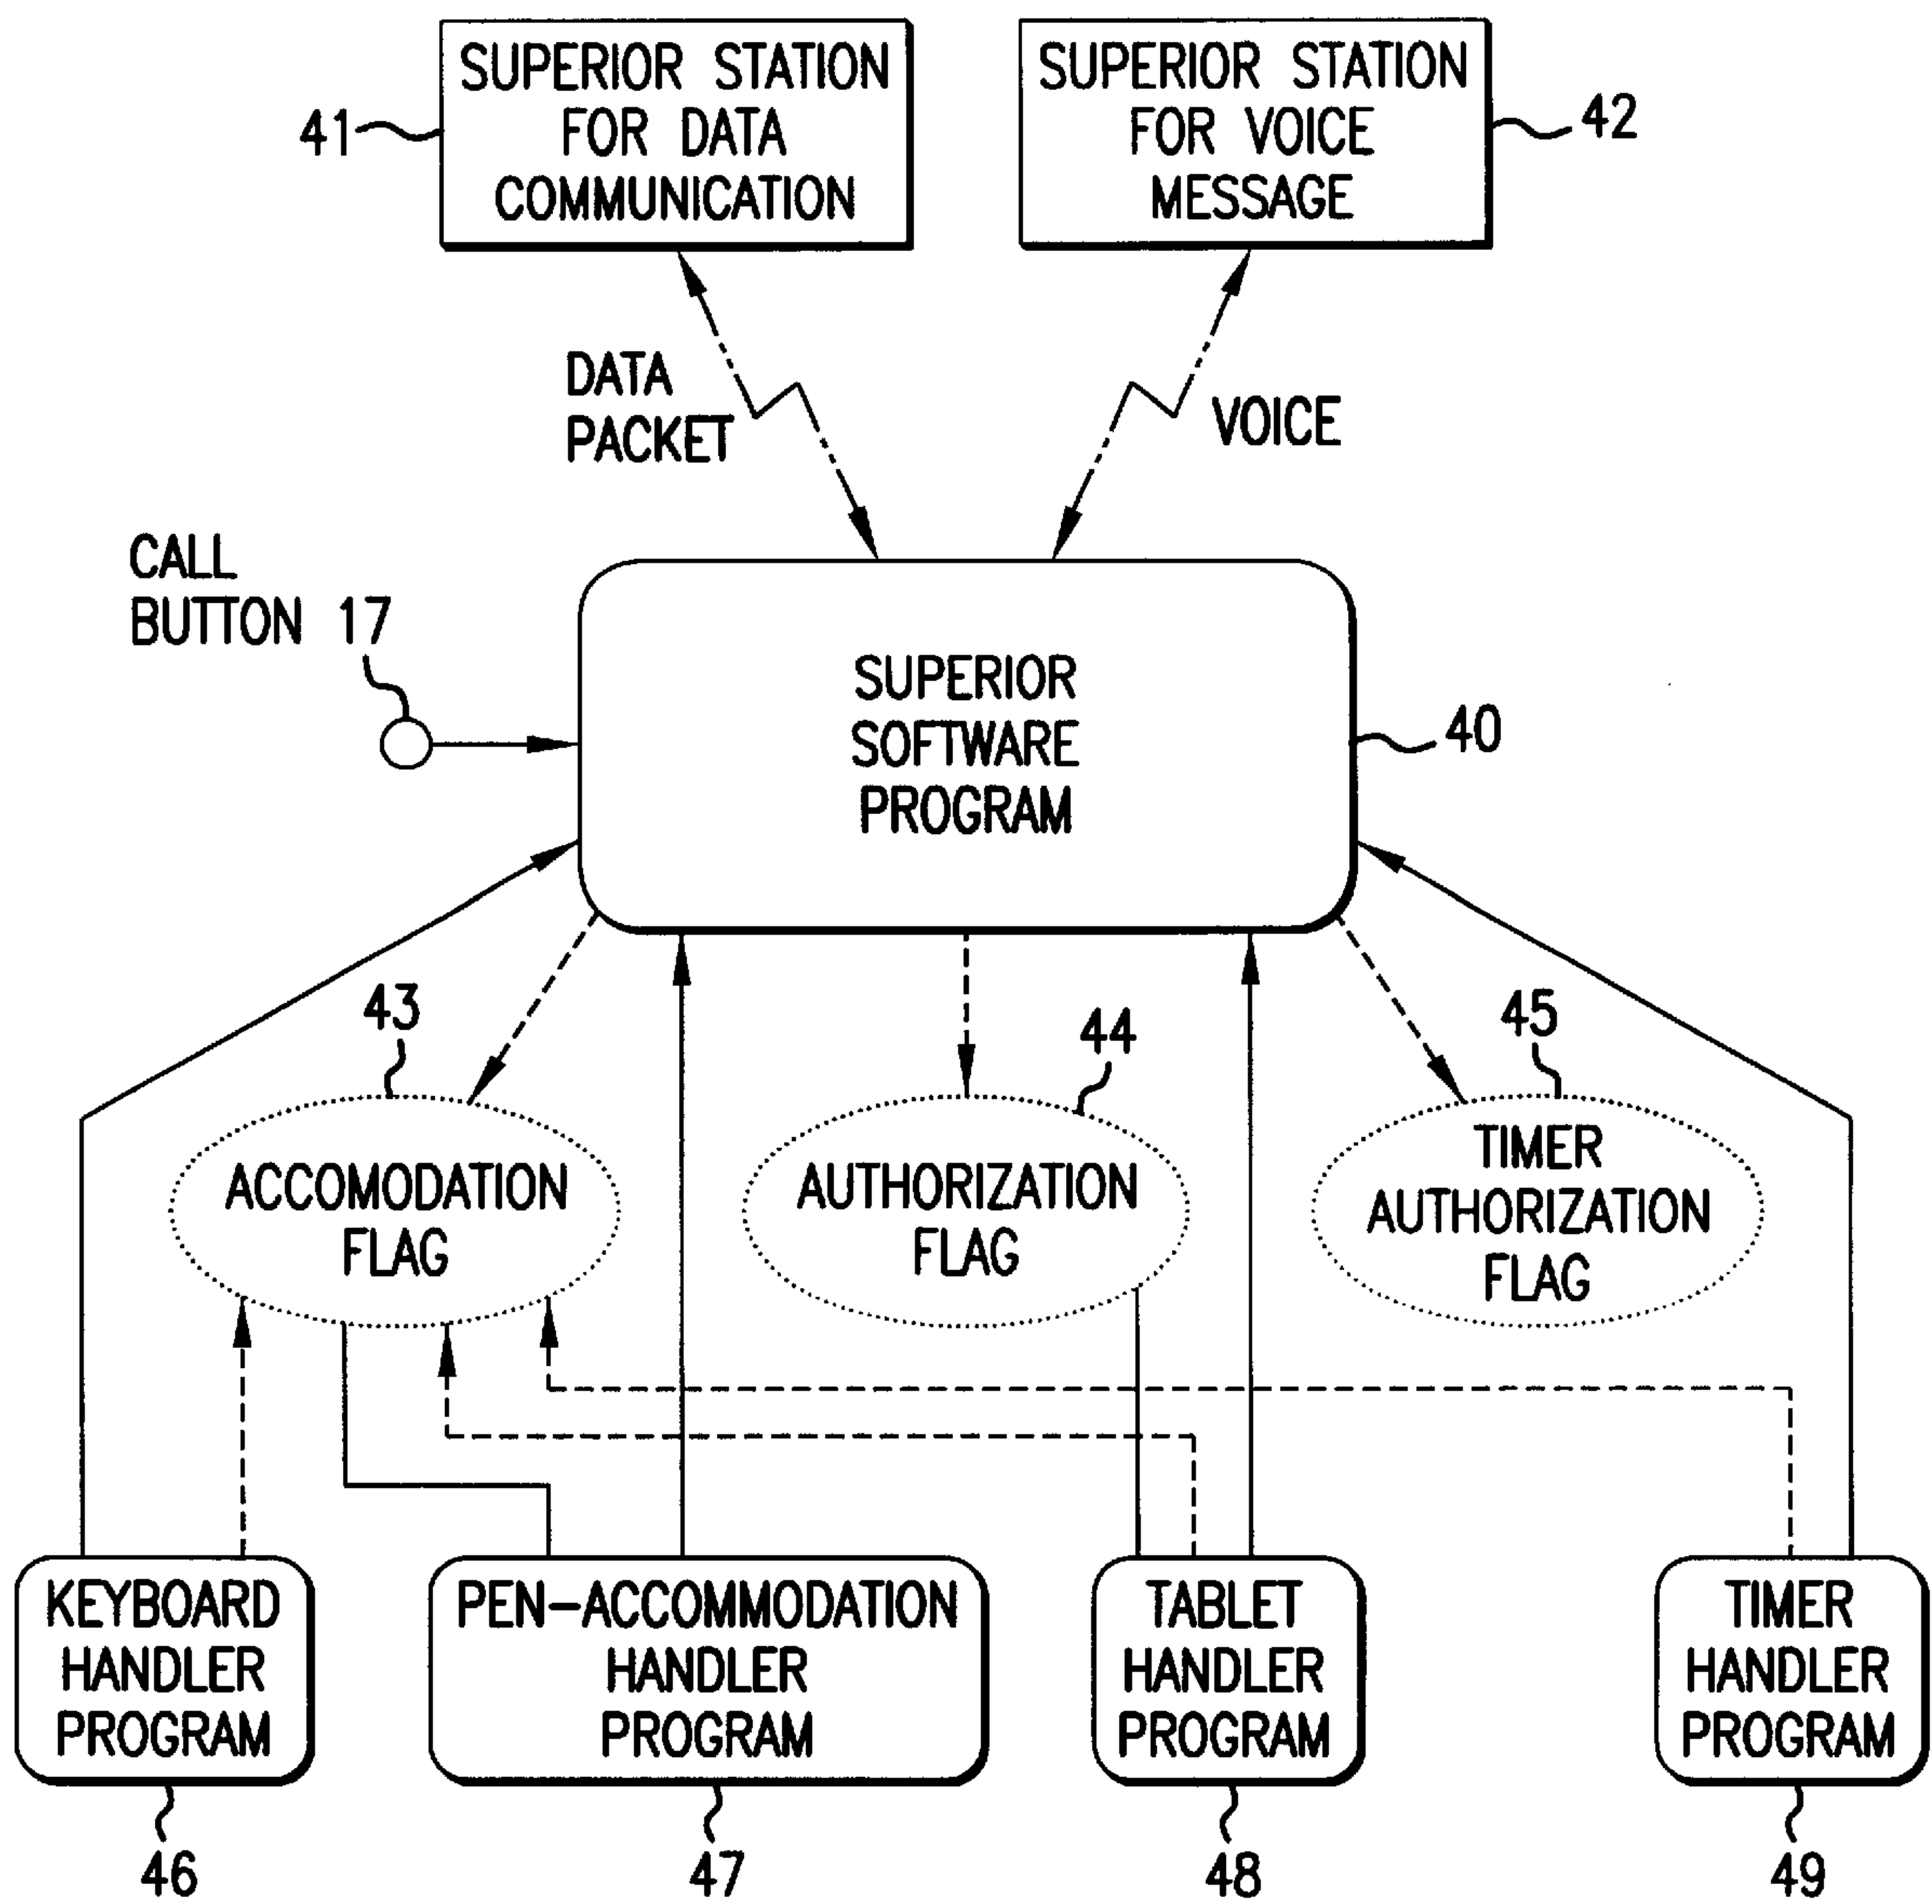 SUPERIOR STATION
FOR DATA
COMMUNICATION
41
SUPERIOR STATION
FOR VOICE
MESSAGE
42
DATA
PACKET
VOICE
CALL
BUTTON 17
SUPERIOR
SOFTWARE
PROGRAM
40
43
44
45
ACCOMODATION
FLAG
AUTHORIZATION
FLAG
TIMER
AUTHORIZATION
FLAG
KEYBOARD
HANDLER
PROGRAM
PEN-ACCOMMODATION
HANDLER
PROGRAM
TABLET
HANDLER
PROGRAM
TIMER
HANDLER
PROGRAM
46
47
48
49